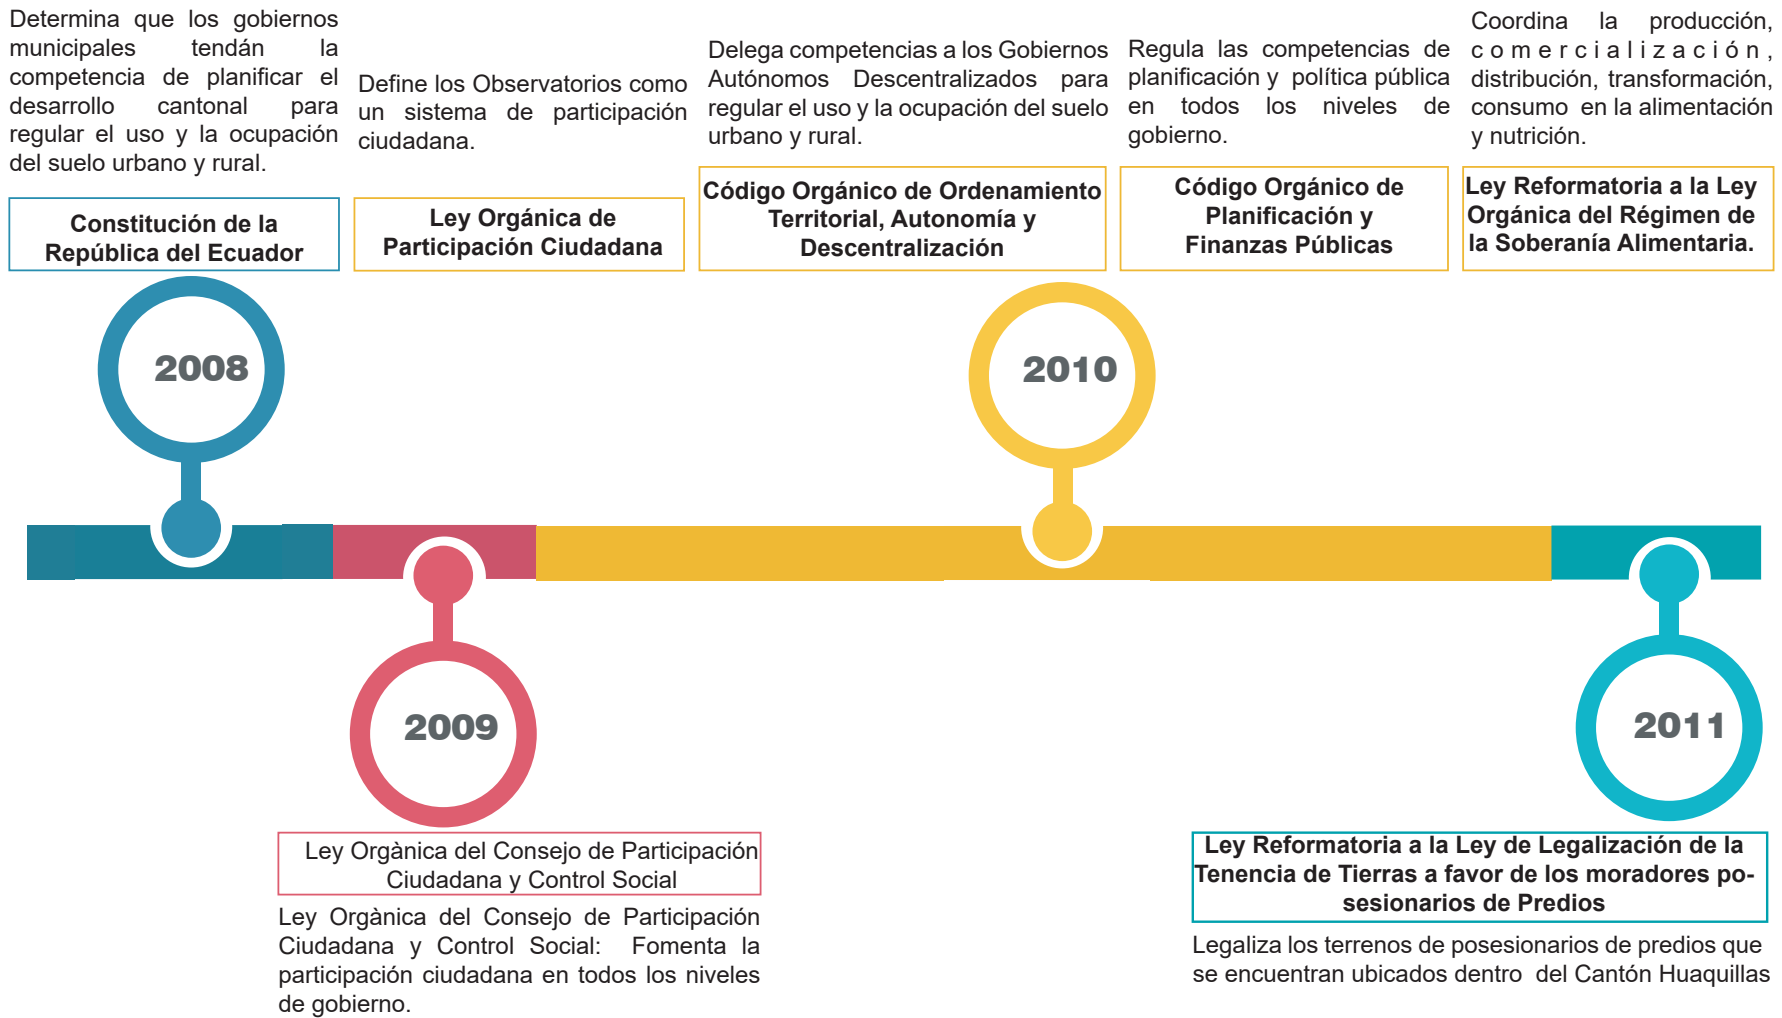 Determina que los gobiernos
municipales tendán la
competencia de planificar el
desarrollo cantonal para
regular el uso y la ocupación
del suelo urbano y rural.
Constitución de la
República del Ecuador
2008
Define los Observatorios como
un sistema de participación
ciudadana.
Ley Orgánica de
Participación Ciudadana
Delega competencias a los Gobiernos
Autónomos Descentralizados para
regular el uso y la ocupación del suelo
urbano y rural.
Código Orgánico de Ordenamiento
Territorial, Autonomía y
Descentralización
2010
Regula las competencias de
planificación y política pública
en todos los niveles de
gobierno.
Código Orgánico de
Planificación y
Finanzas Públicas
Coordina la producción,
comercialización,
distribución, transformación,
consumo en la alimentación
y nutrición.
Ley Reformatoria a la Ley
Orgánica del Régimen de
la Soberanía Alimentaria.
2009
Ley Orgànica del Consejo de Participación
Ciudadana y Control Social
Ley Orgànica del Consejo de Participación
Ciudadana y Control Social: Fomenta la
participación ciudadana en todos los niveles
de gobierno.
2011
Ley Reformatoria a la Ley de Legalización de la
Tenencia de Tierras a favor de los moradores po-
sesionarios de Predios
Legaliza los terrenos de posesionarios de predios que
se encuentran ubicados dentro del Cantón Huaquillas